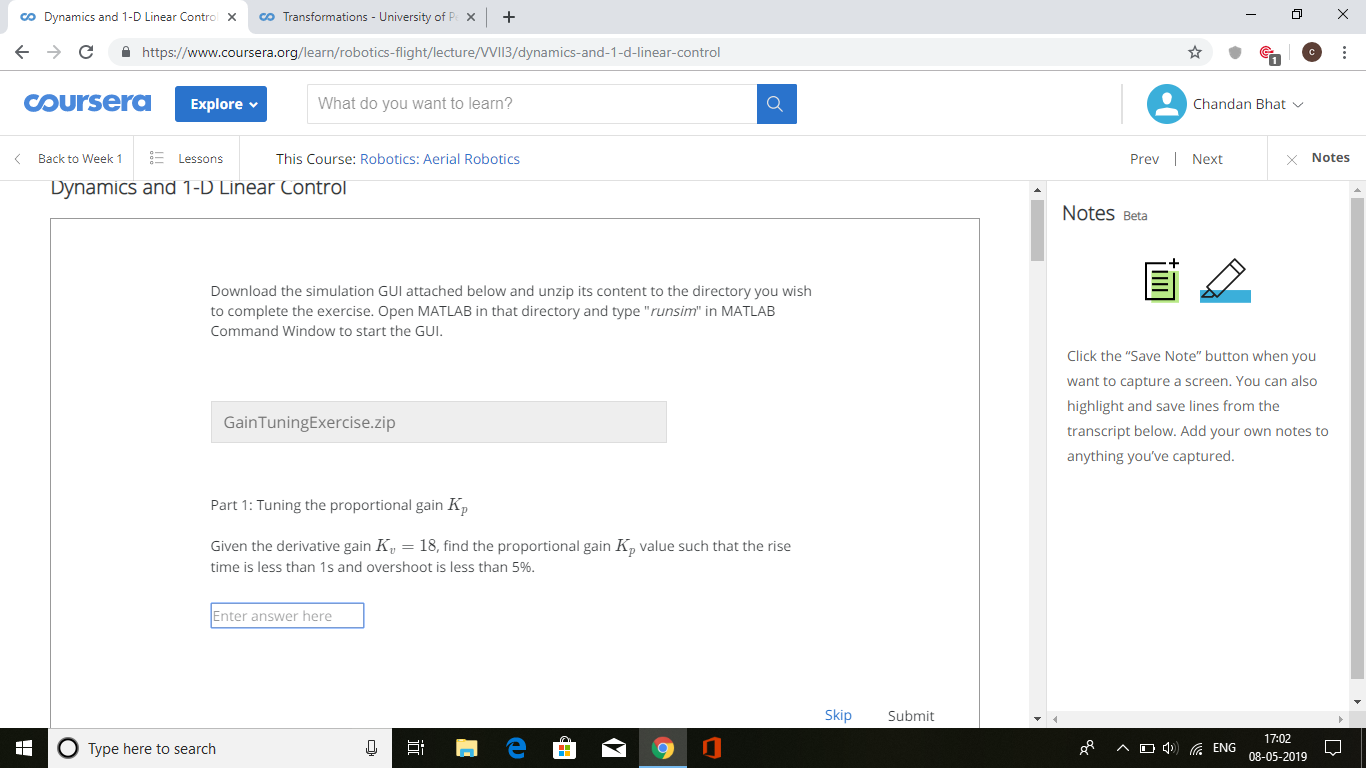 Dynamics and 1-D Linear Contro
Transformations - University of P
https://www.coursera.org/learn/robotics-flight/lecture/VVII3/dynamics-and-1-d-linear-control
1
c
coursera
Explore
What do you want to learn?
Chandan Bhat
Back to Week 1
Lessons
This Course: Robotics: Aerial Robotics
Prev | Next
Notes
Dynamics and 1-D Linear Control
Download the simulation GUI attached below and unzip its content to the directory you wish
to complete the exercise. Open MATLAB in that directory and type "runsim" in MATLAB
Command Window to start the GUI.
GainTuningExercise.zip
Part 1: Tuning the proportional gain Kp
Given the derivative gain Kv = 18, find the proportional gain Kp value such that the rise
time is less than 1s and overshoot is less than 5%.
Enter answer here
Skip
Submit
Notes Beta
Click the “Save Note” button when you
want to capture a screen. You can also
highlight and save lines from the
transcript below. Add your own notes to
anything you’ve captured.
Type here to search
ENG
17:02
08-05-2019